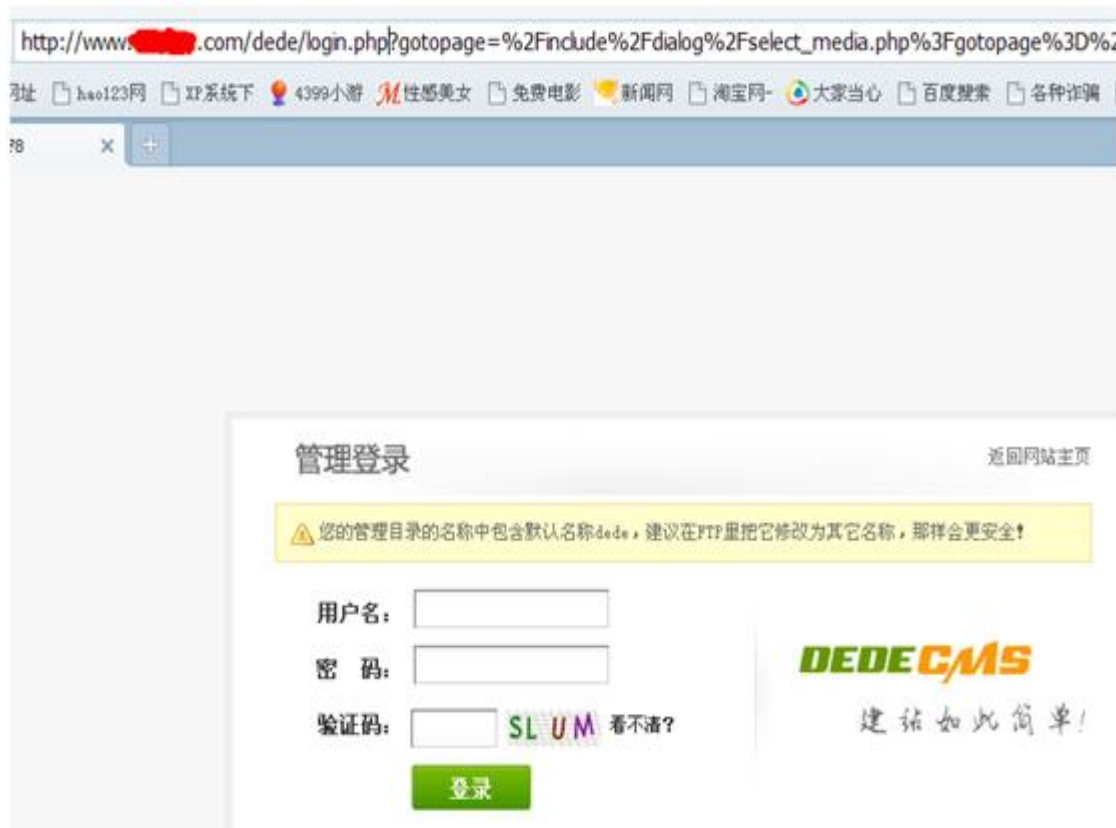 http://www.
.com/dede/login.php?gotopage=%2Finclude%2Fdialog%2Fselect_media.php%3Fgotopage%3D%2
网址 hao123网 XP系统下 4399小游 性感美女 免费电影 新闻网 淘宝网- 大家当心 百度搜索 各种诈骗
?8
管理登录
返回网站主页
您的管理目录的名称中包含默认名称dede，建议在FTP里把它修改为其它名称，那样会更安全！
用户名：
密 码：
验证码： SLUM 看不清？
登录
DEDECMS
建站如此简单！